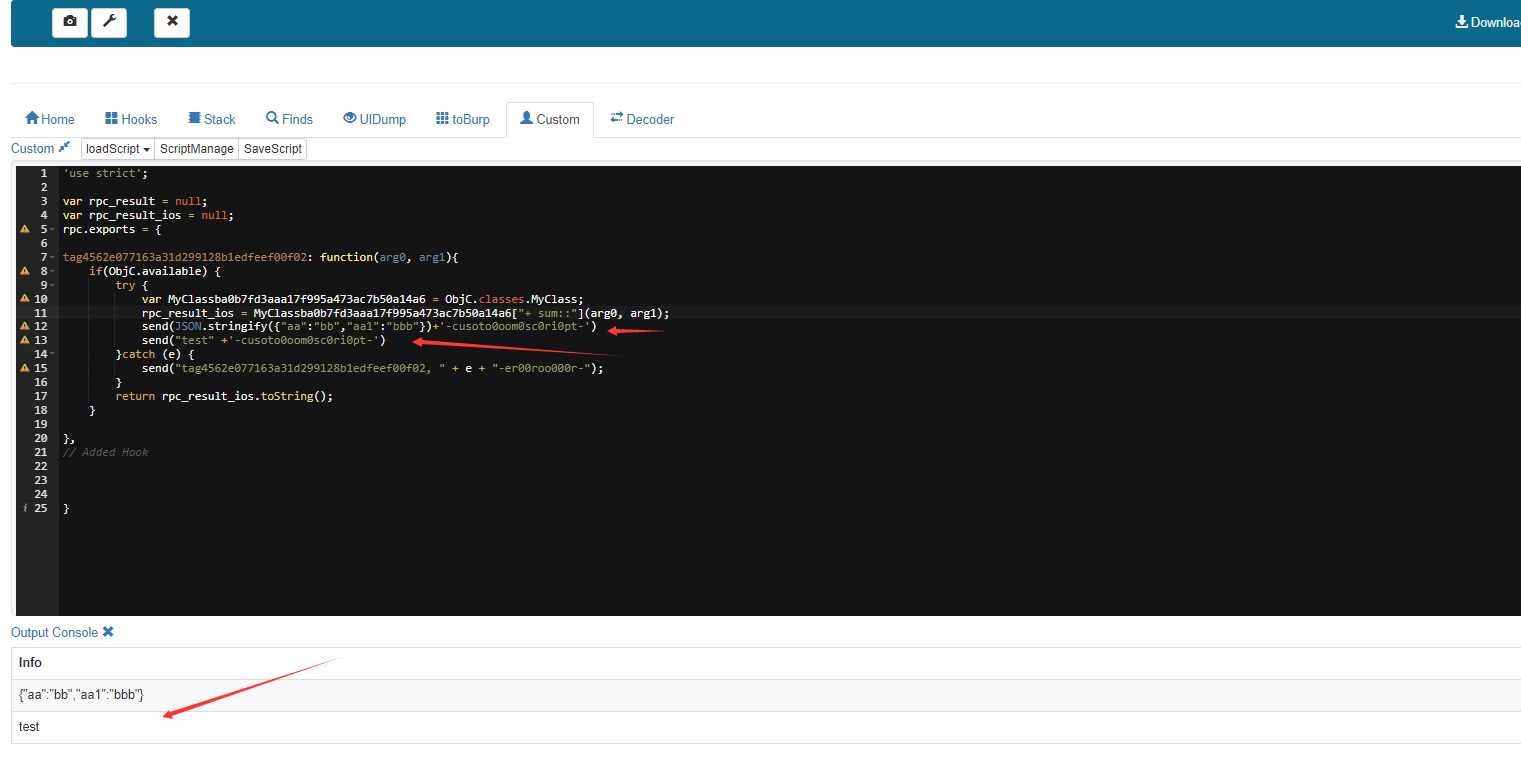 Downloa
Home Hooks Stack Finds UIDump toBurp Custom Decoder
Custom loadScript ScriptManage SaveScript
1 'use strict';
2
3 var rpc_result = null;
4 var rpc_result_ios = null;
5 rpc.exports = {
6
7 tag4562e077163a31d299128b1edfeef00f02: function(arg0, arg1){
8 if(ObjC.available) {
9 try {
10 var MyClassba0b7fd3aaa17f995a473ac7b50a14a6 = ObjC.classes.MyClass;
11 rpc_result_ios = MyClassba0b7fd3aaa17f995a473ac7b50a14a6["+ sum::"](arg0, arg1);
12 send(JSON.stringify({"aa":"bb","aa1":"bbb"})+'-cusoto0oom0sc0ri0pt-')
13 send("test" +'-cusoto0oom0sc0ri0pt-')
14 }catch (e) {
15 send("tag4562e077163a31d299128b1edfeef00f02, " + e + "-er00roo000r-");
16 }
17 return rpc_result_ios.toString();
18 }
19
20 },
21 // Added Hook
22
23
24
25 }
Output Console
Info
{"aa":"bb","aa1":"bbb"}
test